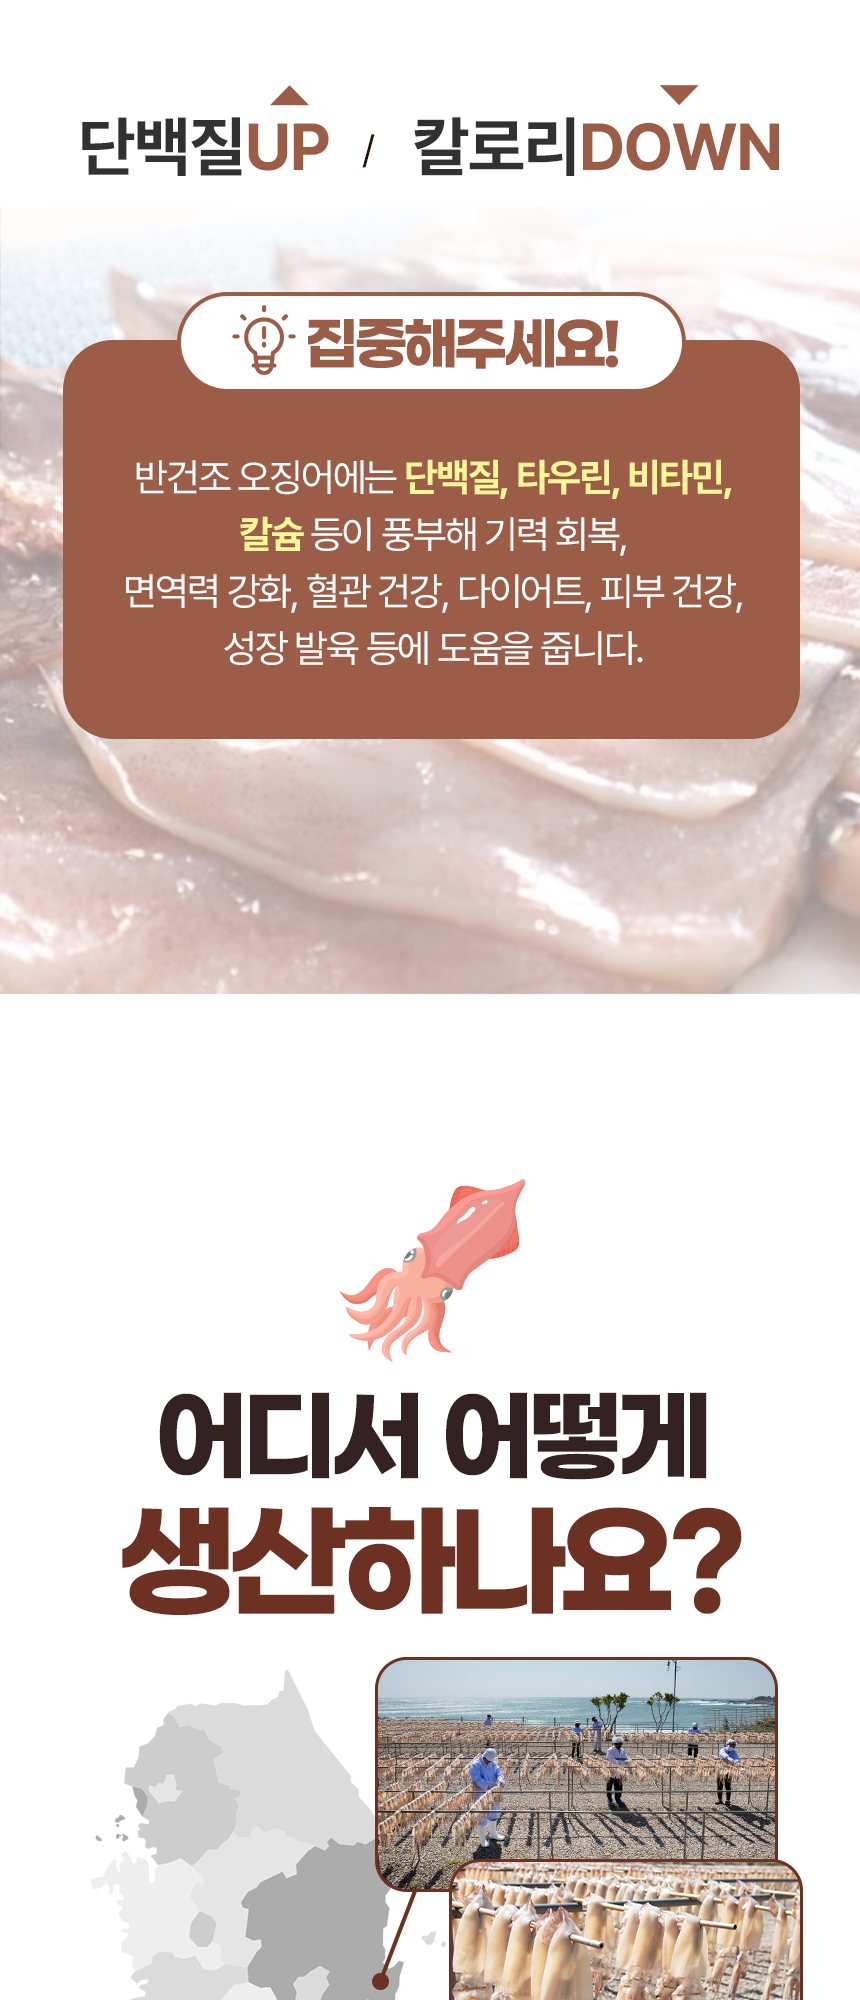 단백질UP / 칼로리DOWN
집중해주세요!
반건조 오징어에는 단백질, 타우린, 비타민,
칼슘 등이 풍부해 기력 회복,
면역력 강화, 혈관 건강, 다이어트, 피부 건강,
성장 발육 등에 도움을 줍니다.
어디서 어떻게
생산하나요?